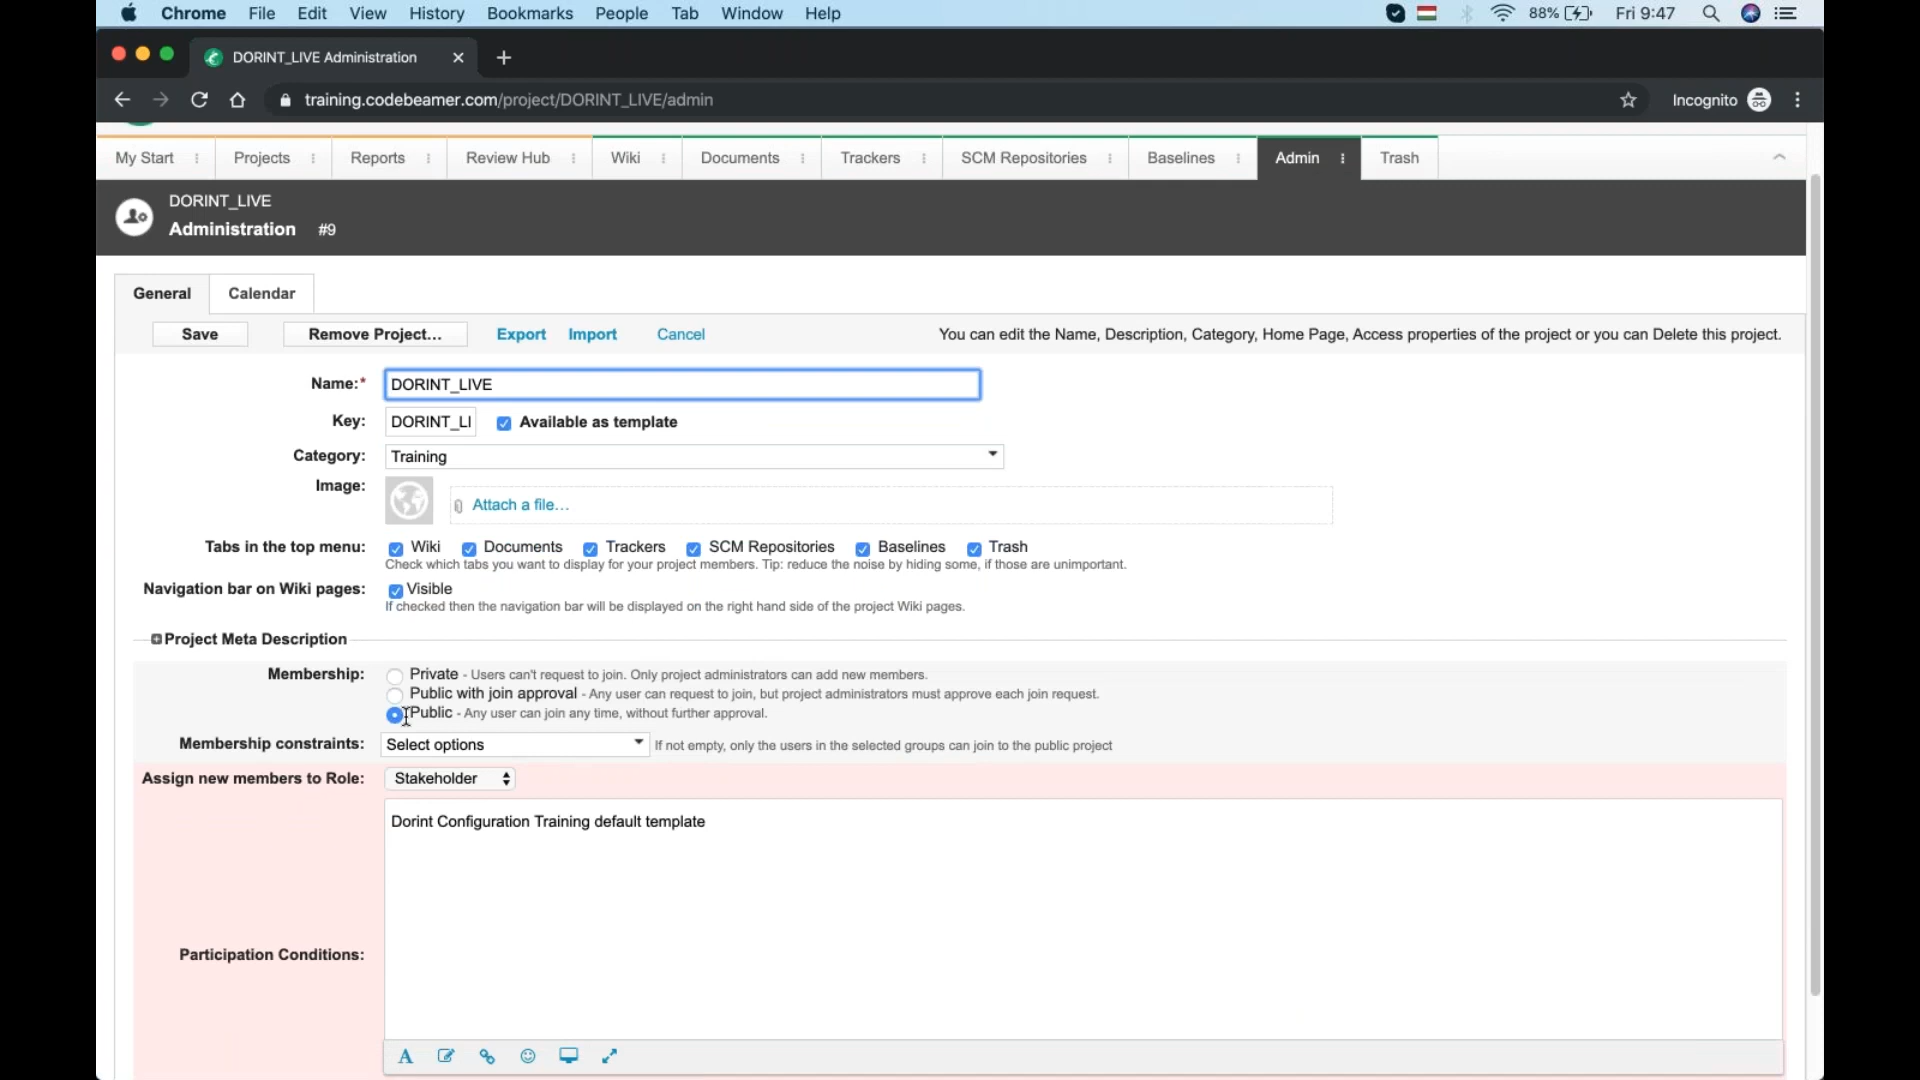 Chrome File Edit View History Bookmarks People Tab Window Help 88% Fri 9:47
DORINT_LIVE Administration
training.codebeamer.com/project/DORINT_LIVE/admin Incognito
My Start Projects Reports Review Hub Wiki Documents Trackers SCM Repositories Baselines Admin Trash
DORINT_LIVE
Administration #9
General Calendar
Save Remove Project... Export Import Cancel You can edit the Name, Description, Category, Home Page, Access properties of the project or you can Delete this project.
Name:* DORINT_LIVE
Key: DORINT_LI Available as template
Category: Training
Image:
Attach a file...
Tabs in the top menu: Wiki Documents Trackers SCM Repositories Baselines Trash
Check which tabs you want to display for your project members. Tip: reduce the noise by hiding some, if those are unimportant.
Navigation bar on Wiki pages: Visible
If checked then the navigation bar will be displayed on the right hand side of the project Wiki pages.
Project Meta Description
Membership: Private - Users can't request to join. Only project administrators can add new members.
Public with join approval - Any user can request to join, but project administrators must approve each join request.
Public - Any user can join any time, without further approval.
Membership constraints: Select options If not empty, only the users in the selected groups can join to the public project
Assign new members to Role: Stakeholder
Dorint Configuration Training default template
Participation Conditions: